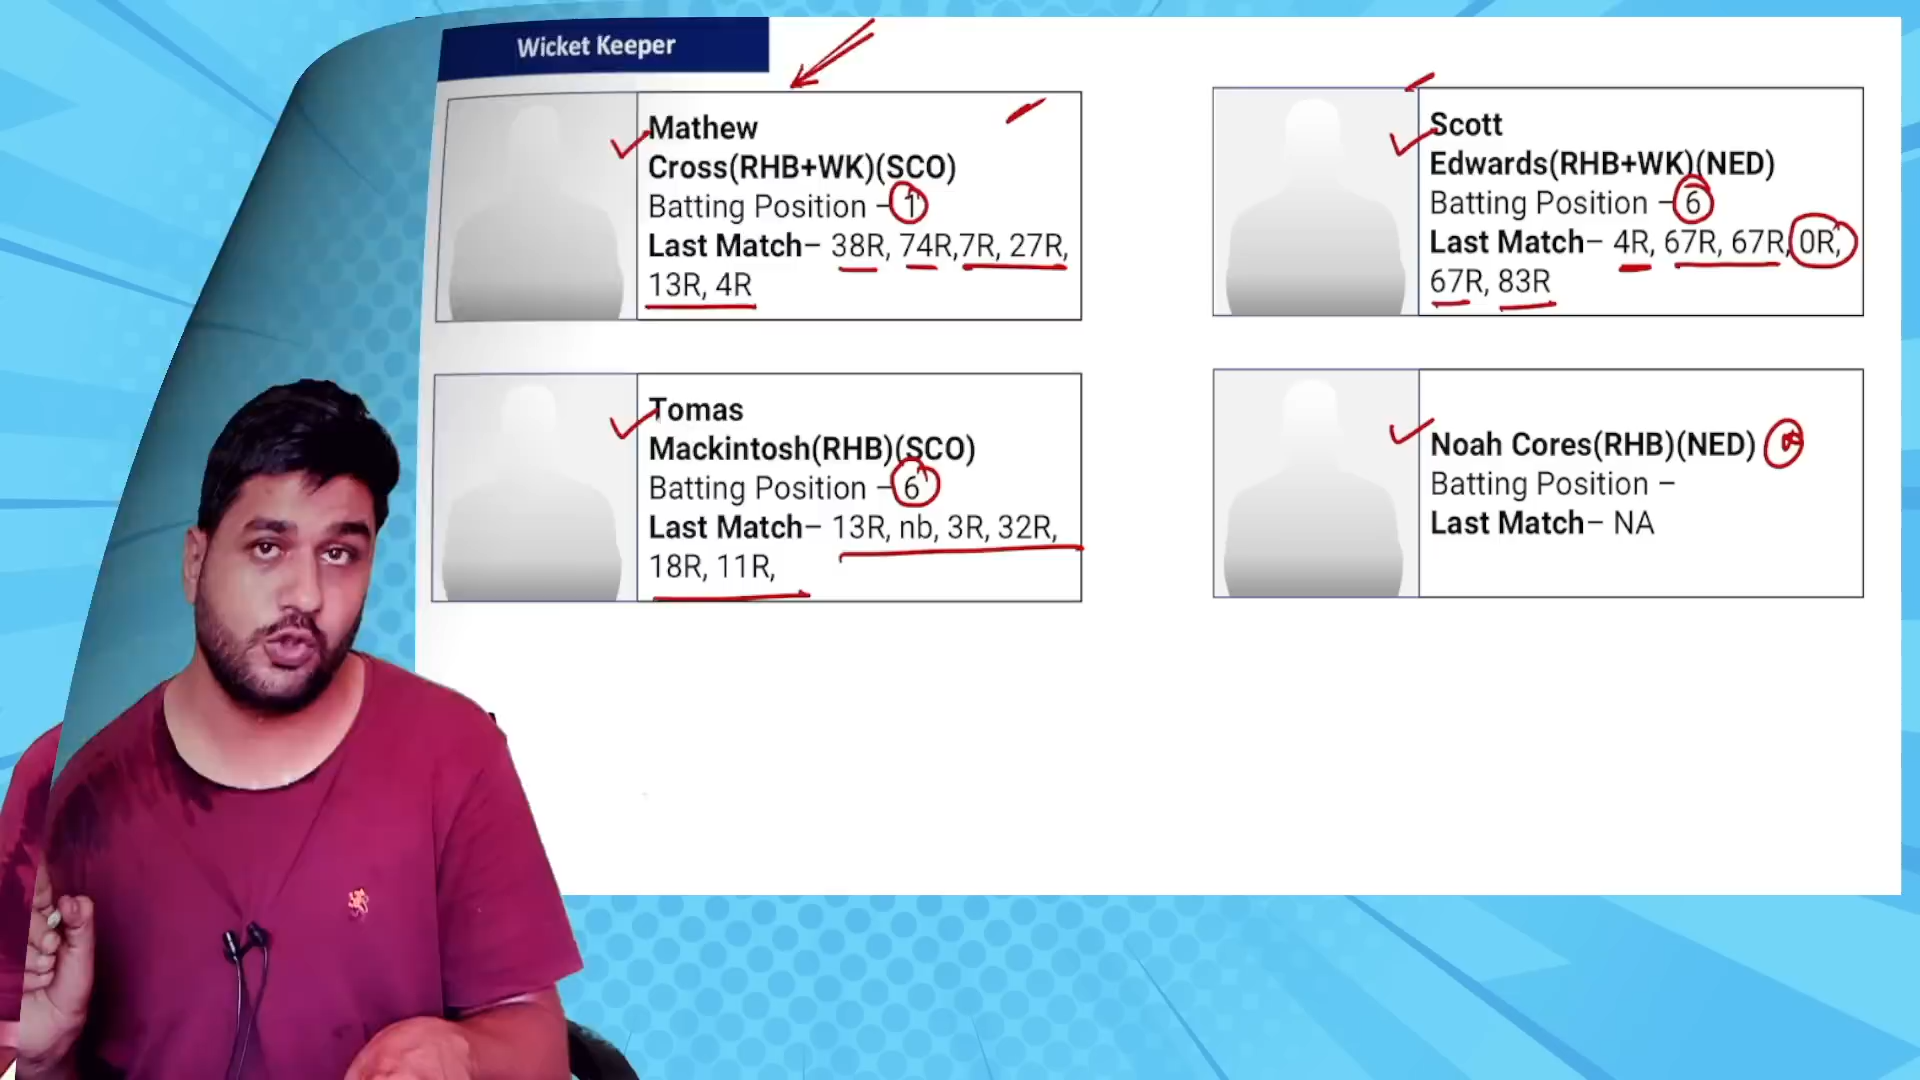 Wicket Keeper
Mathew
Cross(RHB+WK)(SCO)
Batting Position – 1
Last Match– 38R, 74R,7R, 27R,
13R, 4R
Scott
Edwards(RHB+WK)(NED)
Batting Position – 6
Last Match– 4R, 67R, 67R, 0R,
67R, 83R
Tomas
Mackintosh(RHB)(SCO)
Batting Position – 6
Last Match– 13R, nb, 3R, 32R,
18R, 11R,
Noah Cores(RHB)(NED)
Batting Position –
Last Match– NA